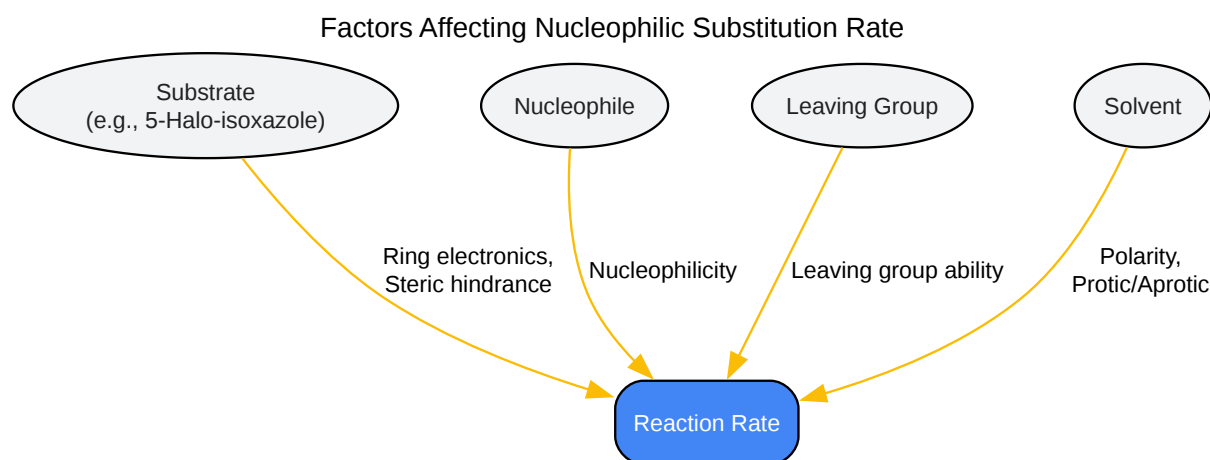 Factors Affecting Nucleophilic Substitution Rate
Substrate
(e.g., 5-Halo-isoxazole)
Nucleophile
Leaving Group
Solvent
Ring electronics,
Steric hindrance
Nucleophilicity
Leaving group ability
Polarity,
Protic/Aprotic
Reaction Rate